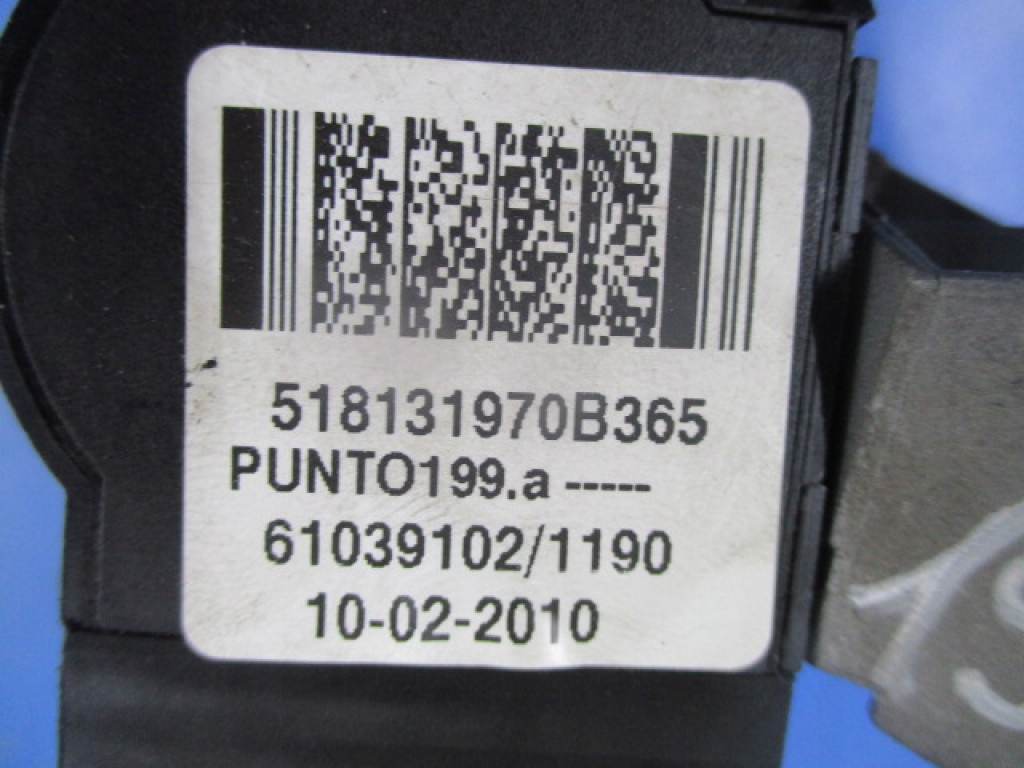 518131970B365
PUNTO199.a -----
61039102/1190
10-02-2010